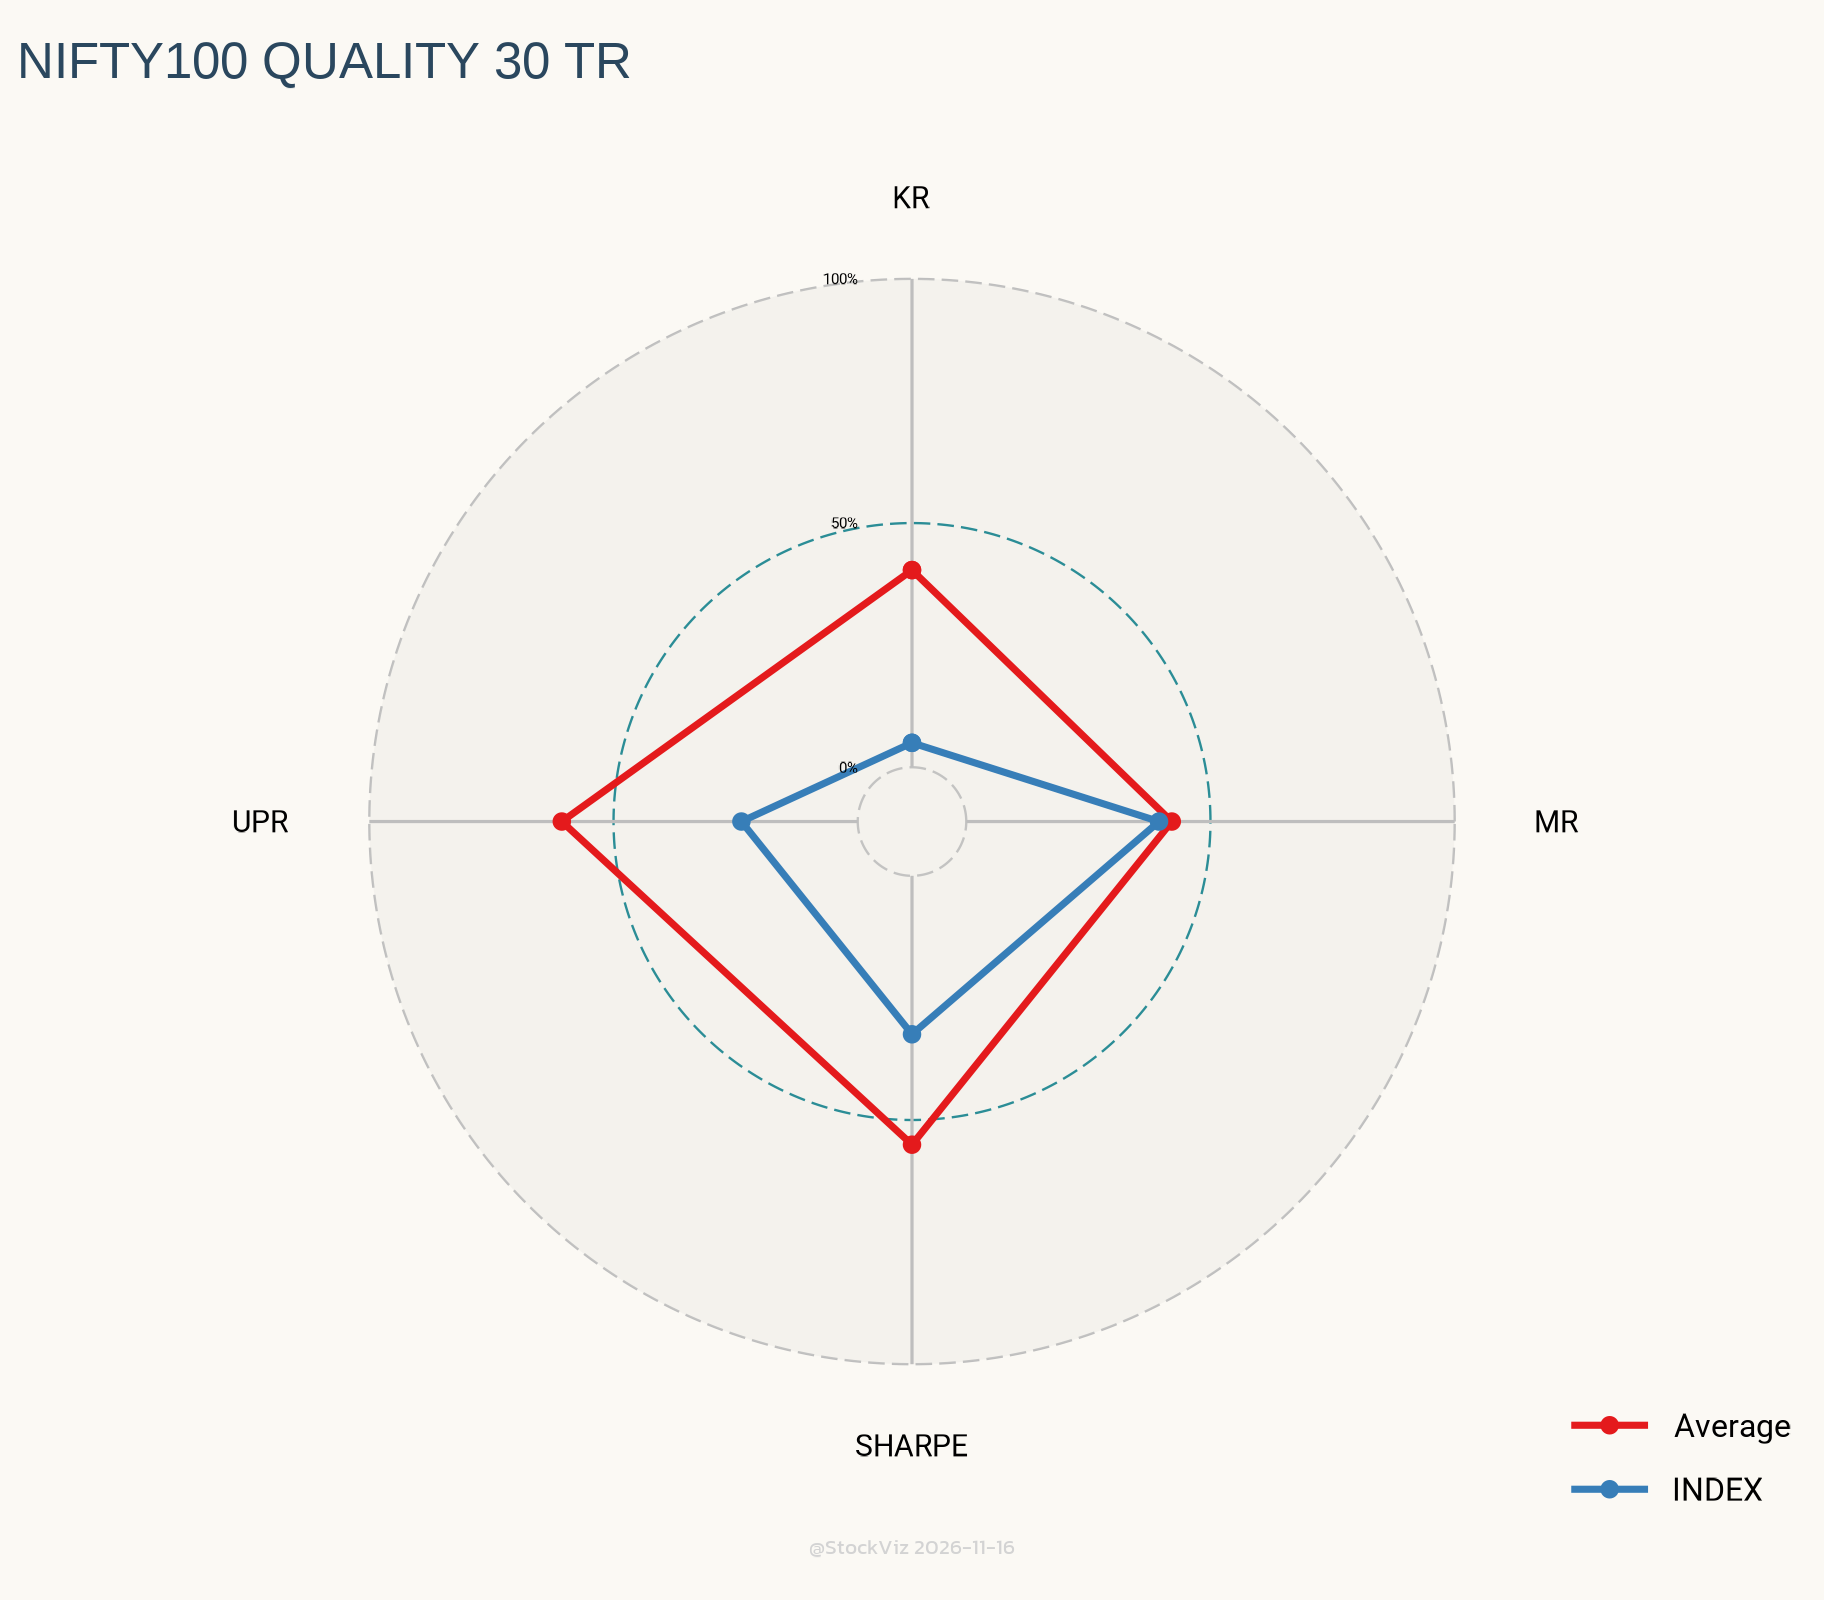 NIFTY100 QUALITY 30 TR
KR
100%
50%
0%
UPR
MR
SHARPE
Average
INDEX
@StockViz 2026-11-16